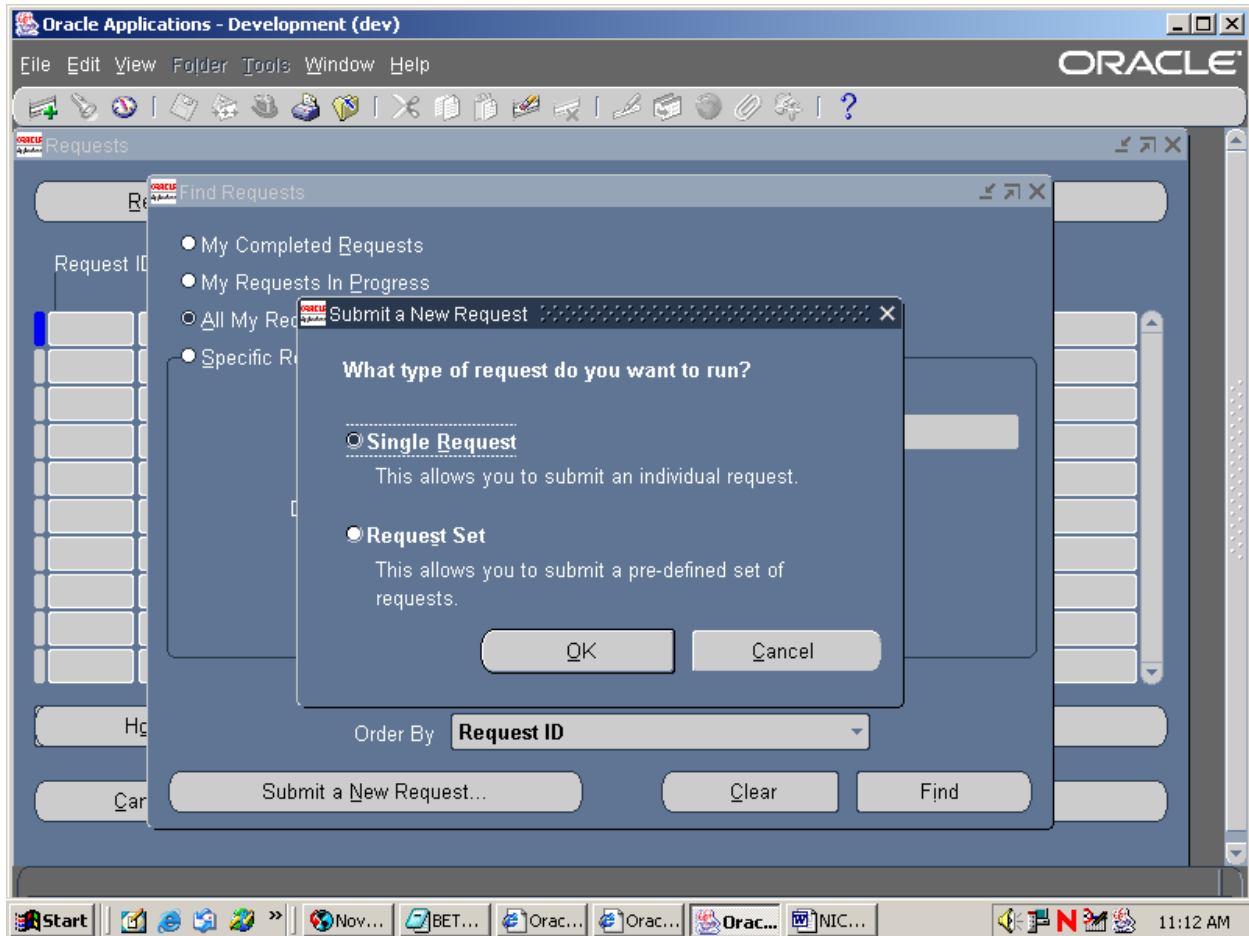 Oracle Applications - Development (dev)
File Edit View Folder Tools Window Help
ORACLE
Requests
Find Requests
My Completed Requests
Request ID
My Requests In Progress
All My Req
Submit a New Request
Specific R
What type of request do you want to run?
Single Request
This allows you to submit an individual request.
Request Set
This allows you to submit a pre-defined set of
requests.
OK Cancel
Order By Request ID
Submit a New Request... Clear Find
Start » Nov... BET... Orac... Orac... Orac... NIC... 11:12 AM